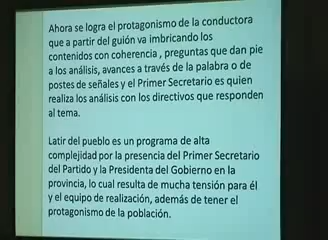 Ahora se logra el protagonismo de la conductora
que a partir del guión va imbricando los
contenidos con coherencia , preguntas que dan pie
a los análisis, avances a través de la palabra o de
postes de señales y el Primer Secretario es quien
realiza los análisis con los directivos que responden
al tema.
Latir del pueblo es un programa de alta
complejidad por la presencia del Primer Secretario
del Partido y la Presidenta del Gobierno en la
provincia, lo cual resulta de mucha tensión para él
y el equipo de realización, además de tener el
protagonismo de la población.